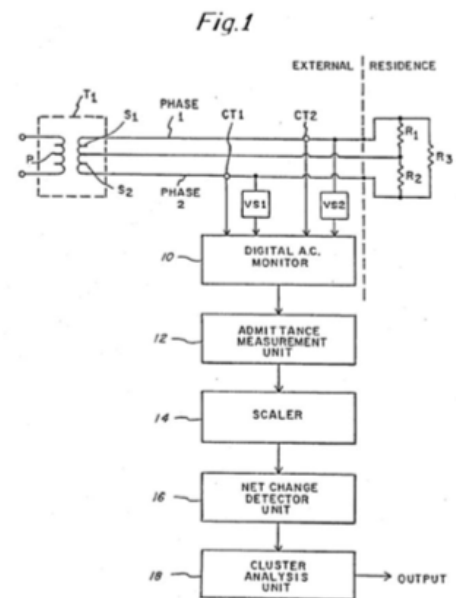 Fig.1
EXTERNAL
RESIDENCE
T1
S1
PHASE
1
CT1
CT2
R1
P
R3
R2
S2
PHASE
2
VS1
VS2
10
DIGITAL A.C.
MONITOR
12
ADMITTANCE
MEASUREMENT
UNIT
14
SCALER
16
NET CHANGE
DETECTOR
UNIT
18
CLUSTER
ANALYSIS
UNIT
OUTPUT